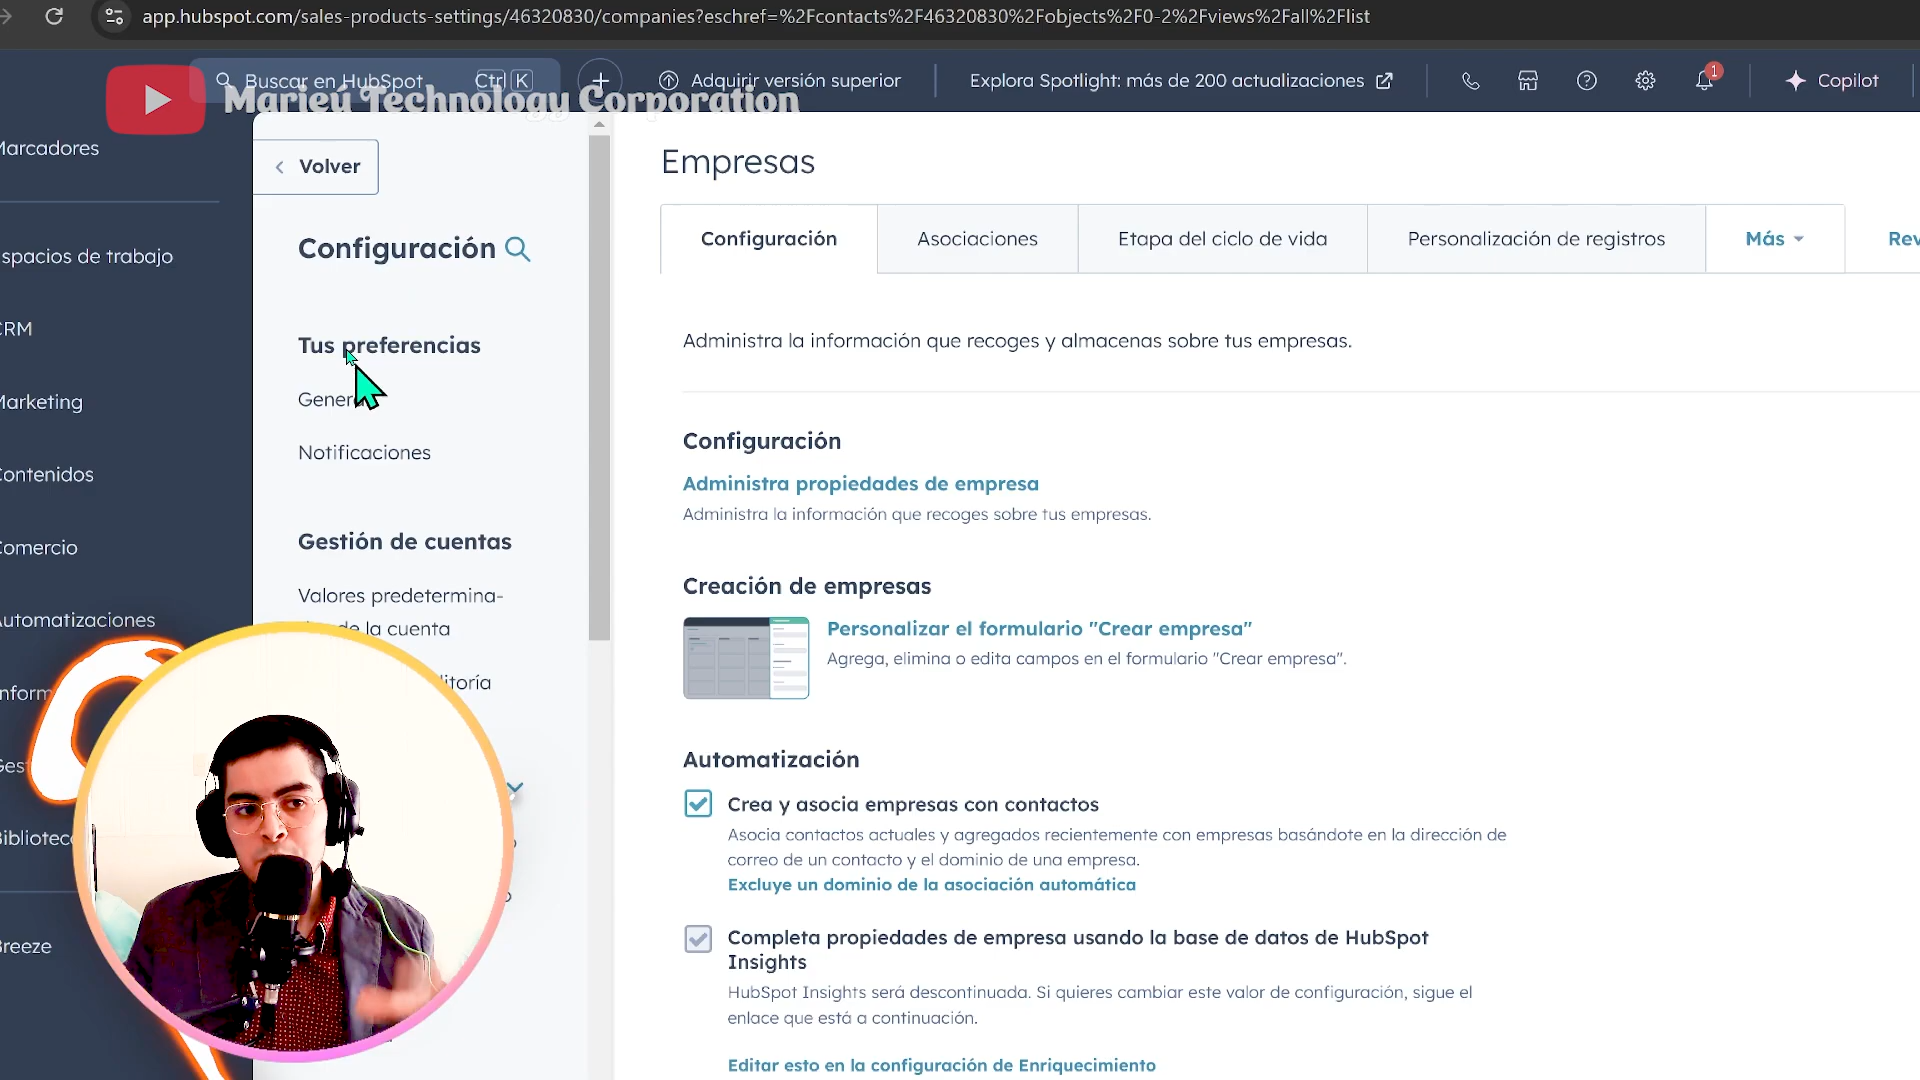 app.hubspot.com/sales-products-settings/46320830/companies?eschref=%2Fcontacts%2F46320830%2Fobjects%2F0-2%2Fviews%2Fall%2Flist
Buscar en HubSpot Ctrl K
Adquirir versión superior
Explora Spotlight: más de 200 actualizaciones
1
Copilot
Marieú Technology Corporation
Marcadores
Espacios de trabajo
CRM
Marketing
Contenidos
Comercio
Automatizaciones
Breeze
Volver
Configuración
Tus preferencias
General
Notificaciones
Gestión de cuentas
Valores predetermina-
de la cuenta
Empresas
Configuración
Asociaciones
Etapa del ciclo de vida
Personalización de registros
Más
Rev
Administra la información que recoges y almacenas sobre tus empresas.
Configuración
Administra propiedades de empresa
Administra la información que recoges sobre tus empresas.
Creación de empresas
Personalizar el formulario "Crear empresa"
Agrega, elimina o edita campos en el formulario "Crear empresa".
Automatización
Crea y asocia empresas con contactos
Asocia contactos actuales y agregados recientemente con empresas basándote en la dirección de
correo de un contacto y el dominio de una empresa.
Excluye un dominio de la asociación automática
Completa propiedades de empresa usando la base de datos de HubSpot
Insights
HubSpot Insights será descontinuada. Si quieres cambiar este valor de configuración, sigue el
enlace que está a continuación.
Editar esto en la configuración de Enriquecimiento